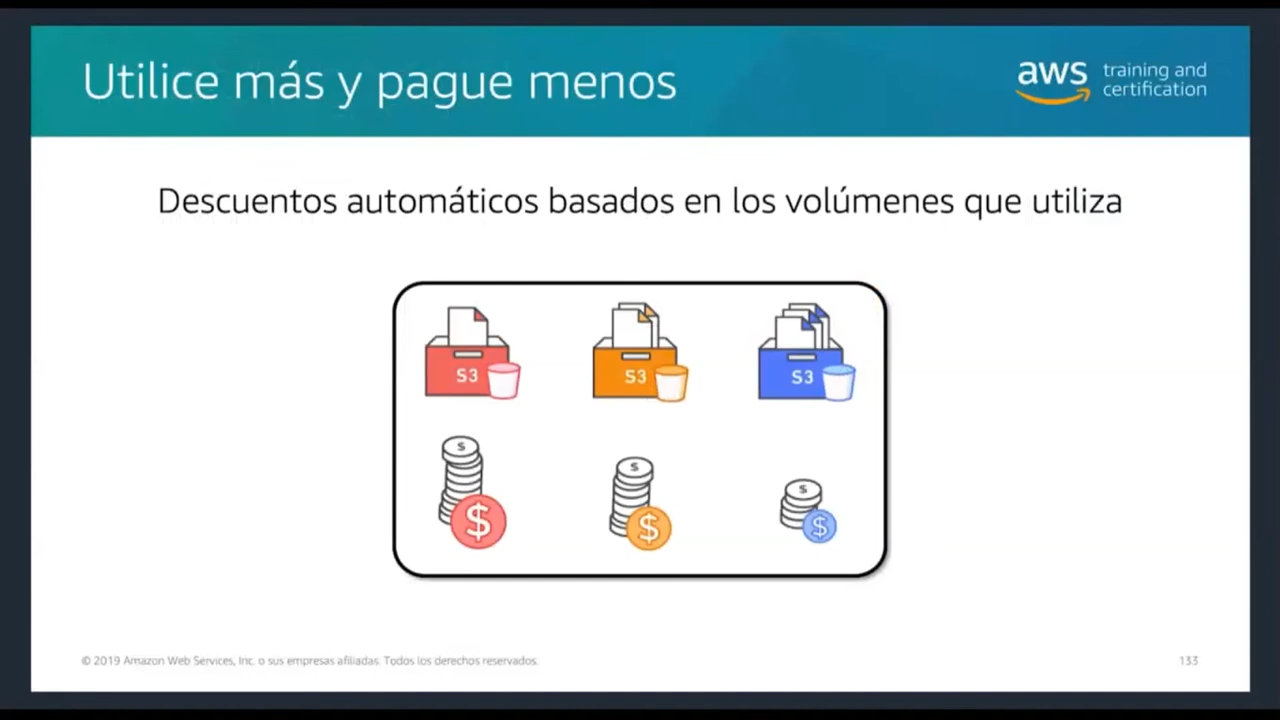 Utilice más y pague menos
aws training and
certification
Descuentos automáticos basados en los volúmenes que utiliza
S3 S3 S3
$ $ $
$ $ $
© 2019 Amazon Web Services, Inc. o sus empresas afiliadas. Todos los derechos reservados.
133